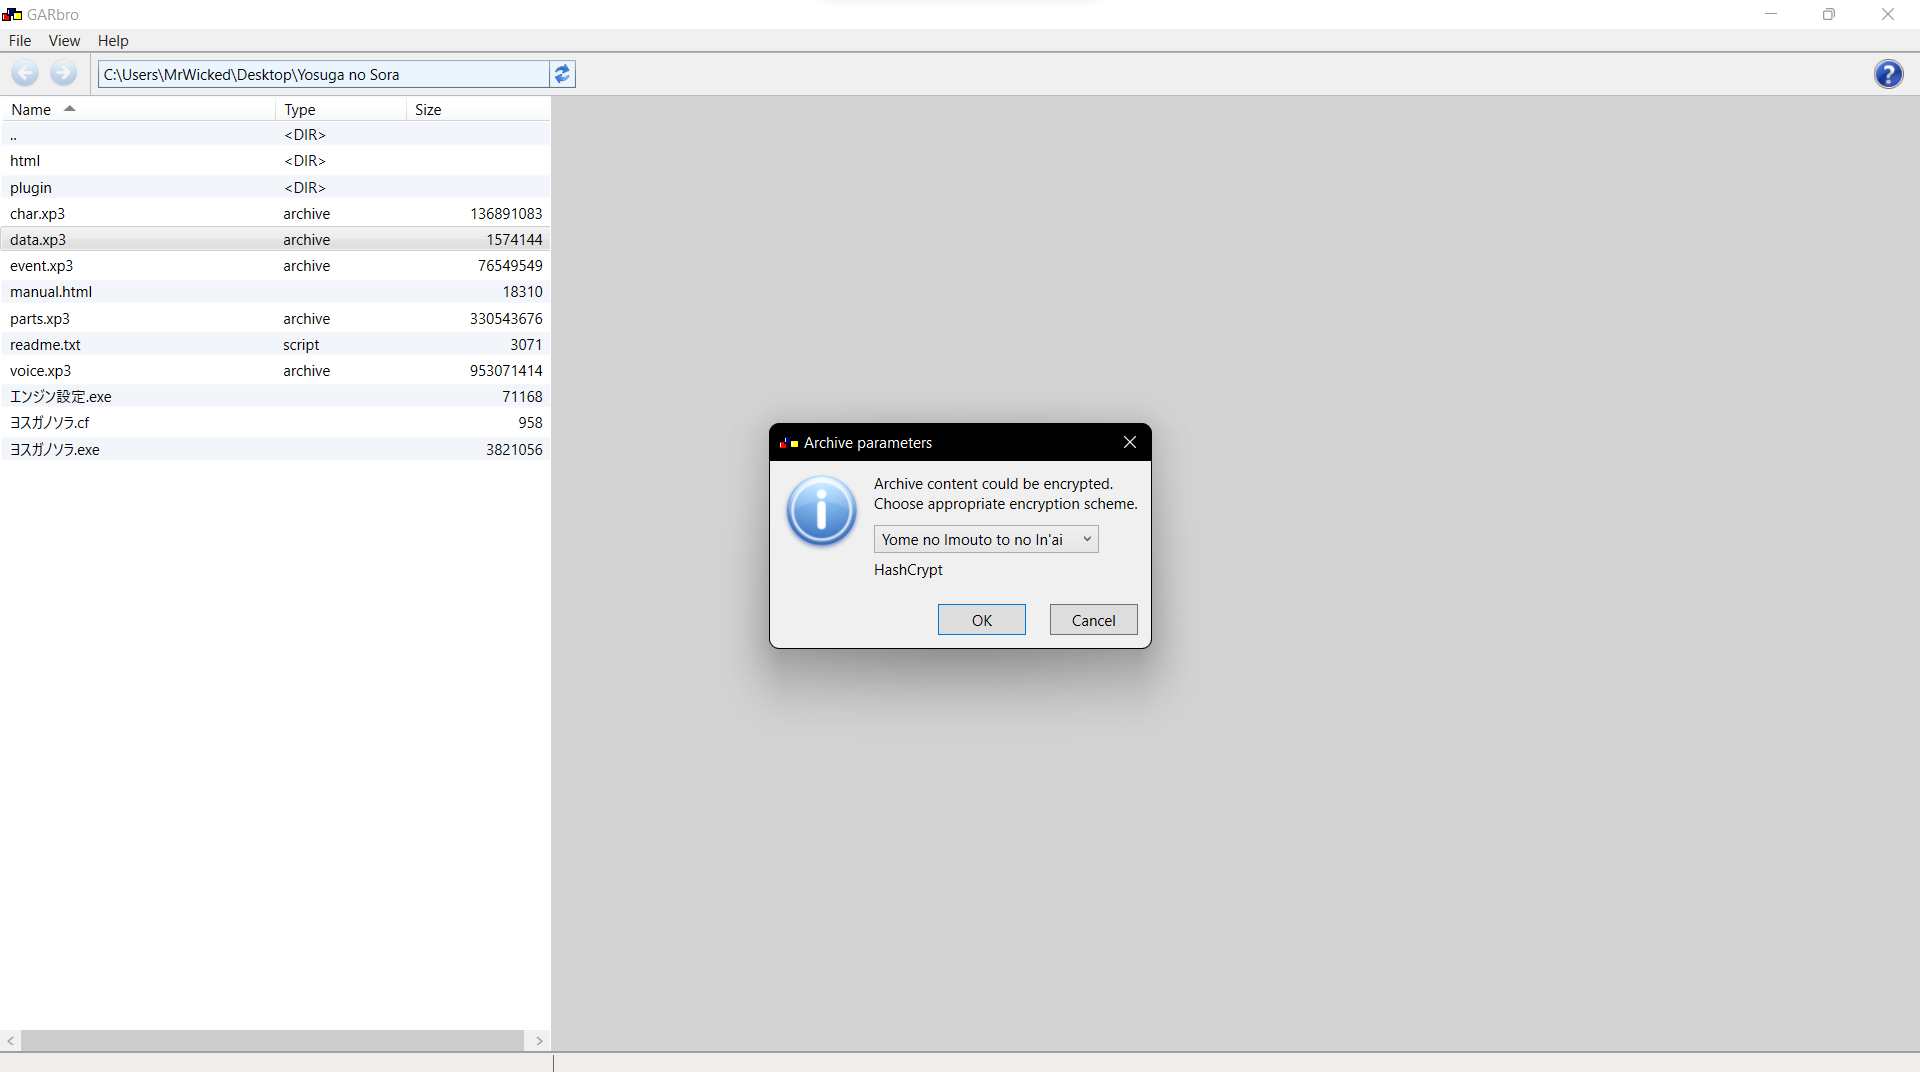 GARbro
File View Help
C:\Users\MrWicked\Desktop\Yosuga no Sora
Name Type Size
.. <DIR>
html <DIR>
plugin <DIR>
char.xp3 archive 136891083
data.xp3 archive 1574144
event.xp3 archive 76549549
manual.html 18310
parts.xp3 archive 330543676
readme.txt script 3071
voice.xp3 archive 953071414
エンジン設定.exe 71168
ヨスガノソラ.cf 958
ヨスガノソラ.exe 3821056
Archive parameters
Archive content could be encrypted.
Choose appropriate encryption scheme.
Yome no Imouto to no In'ai
HashCrypt
OK Cancel